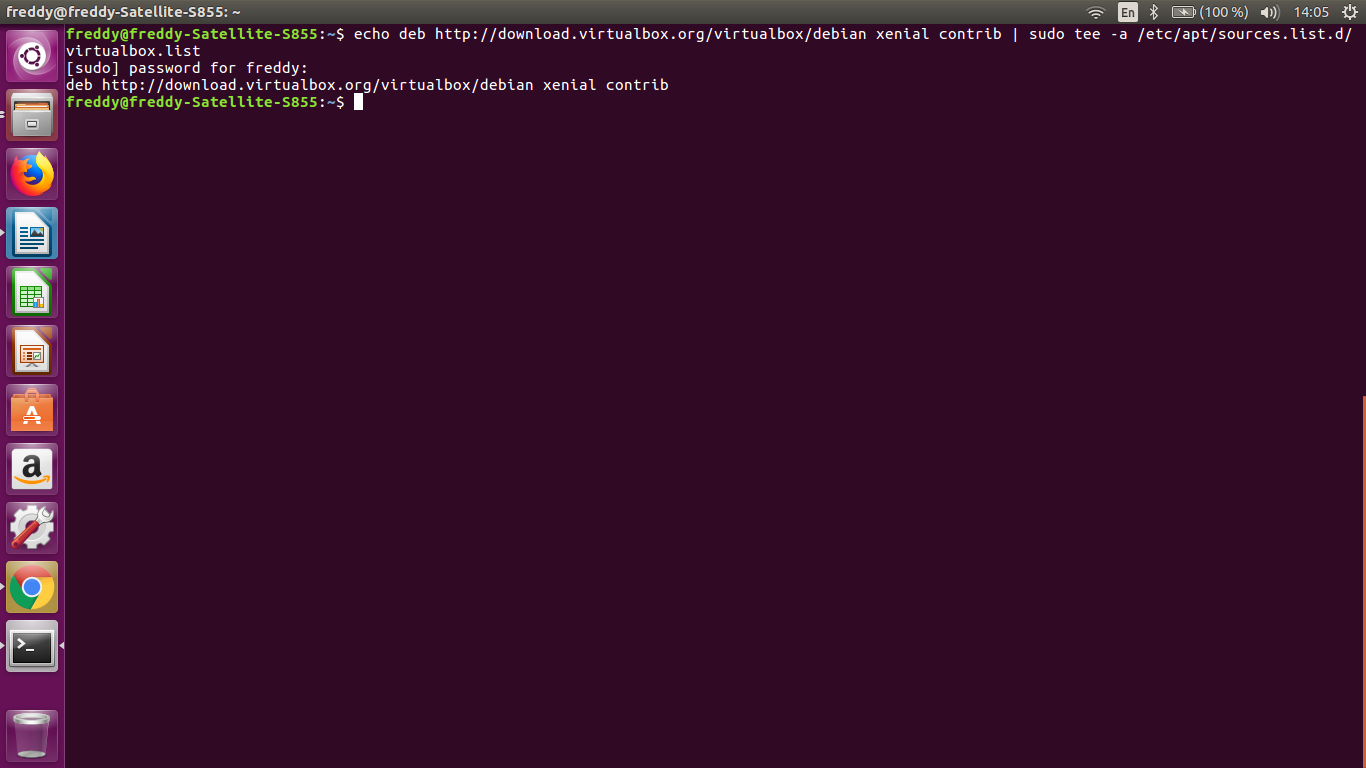 freddy@freddy-Satellite-S855: ~
En
(100 %)
14:05
freddy@freddy-Satellite-S855:~$ echo deb http://download.virtualbox.org/virtualbox/debian xenial contrib | sudo tee -a /etc/apt/sources.list.d/
virtualbox.list
[sudo] password for freddy:
deb http://download.virtualbox.org/virtualbox/debian xenial contrib
freddy@freddy-Satellite-S855:~$